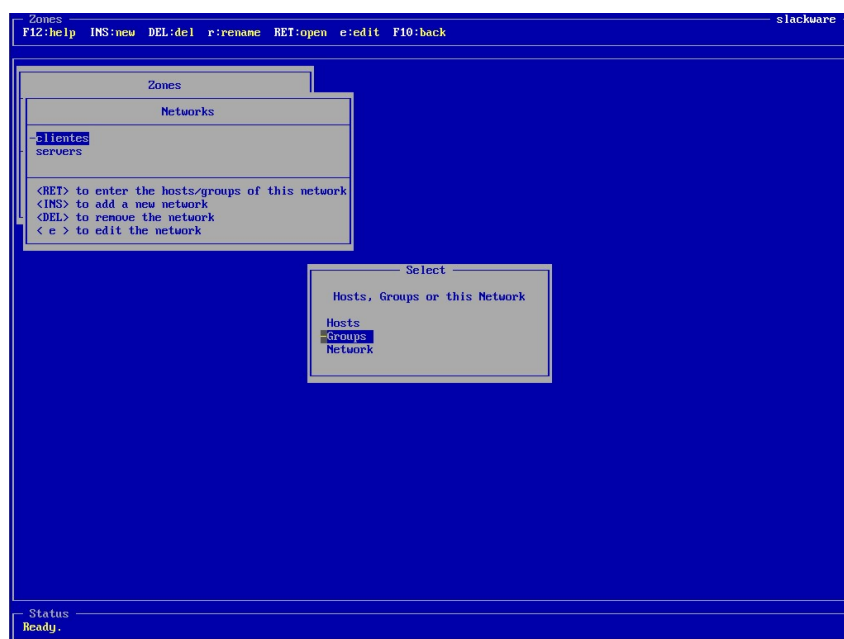 Zones slackware
F12:help INS:new DEL:del r:rename RET:open e:edit F10:back
Zones
Networks
-clientes
servers
<RET> to enter the hosts/groups of this network
<INS> to add a new network
<DEL> to remove the network
< e > to edit the network
Select
Hosts, Groups or this Network
Hosts
-Groups
Network
Status
Ready.